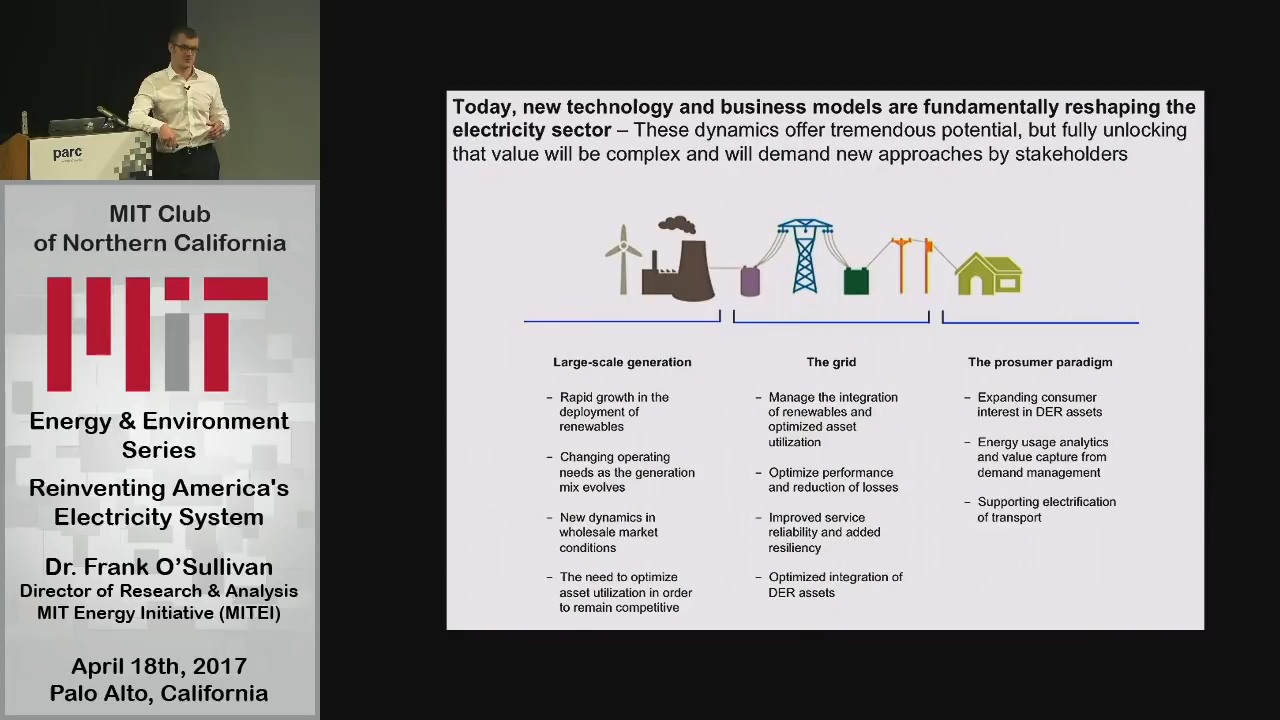 parc
MIT Club
of Northern California
MIT
Energy & Environment
Series
Reinventing America's
Electricity System
Dr. Frank O’Sullivan
Director of Research & Analysis
MIT Energy Initiative (MITEI)
April 18th, 2017
Palo Alto, California
Today, new technology and business models are fundamentally reshaping the
electricity sector – These dynamics offer tremendous potential, but fully unlocking
that value will be complex and will demand new approaches by stakeholders
Large-scale generation
– Rapid growth in the
deployment of
renewables
– Changing operating
needs as the generation
mix evolves
– New dynamics in
wholesale market
conditions
– The need to optimize
asset utilization in order
to remain competitive
The grid
– Manage the integration
of renewables and
optimized asset
utilization
– Optimize performance
and reduction of losses
– Improved service
reliability and added
resiliency
– Optimized integration of
DER assets
The prosumer paradigm
– Expanding consumer
interest in DER assets
– Energy usage analytics
and value capture from
demand management
– Supporting electrification
of transport